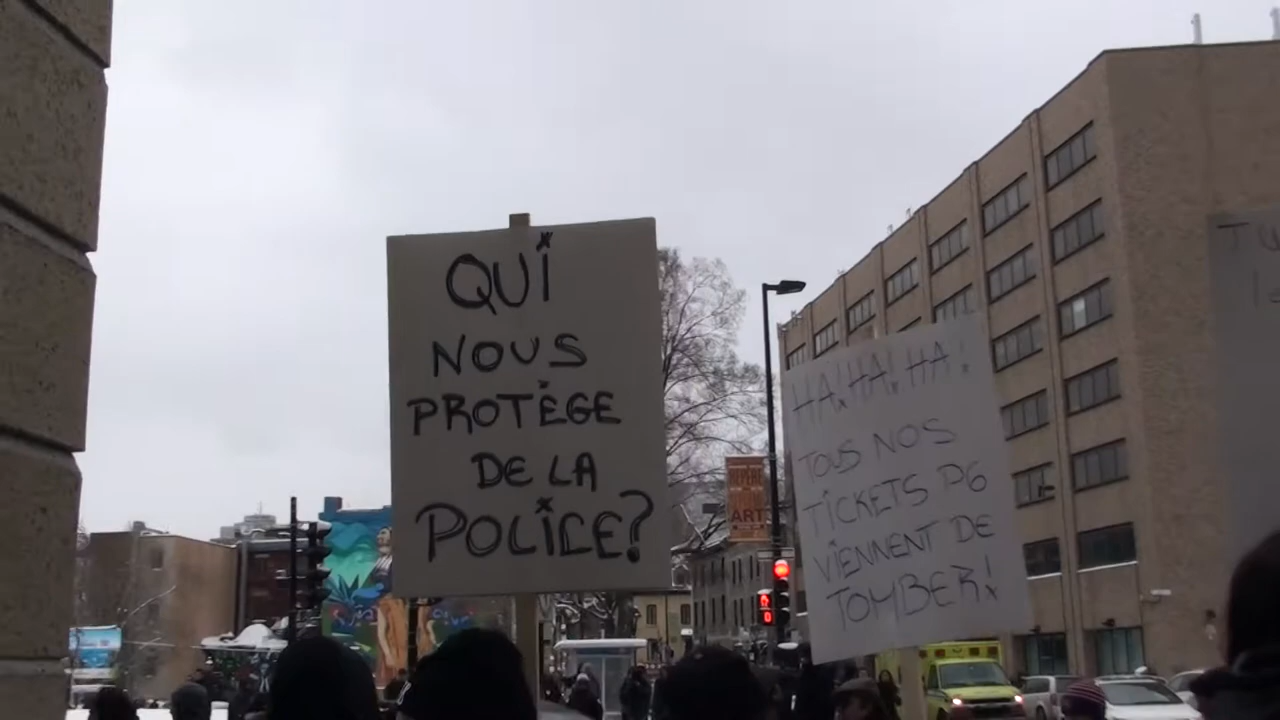 QUI
NOUS
PROTÈGE
DE LA
POLICE?
HA! HA! HA!
TOUS NOS
TICKETS P6
VIENNENT DE
TOMBER!
ART